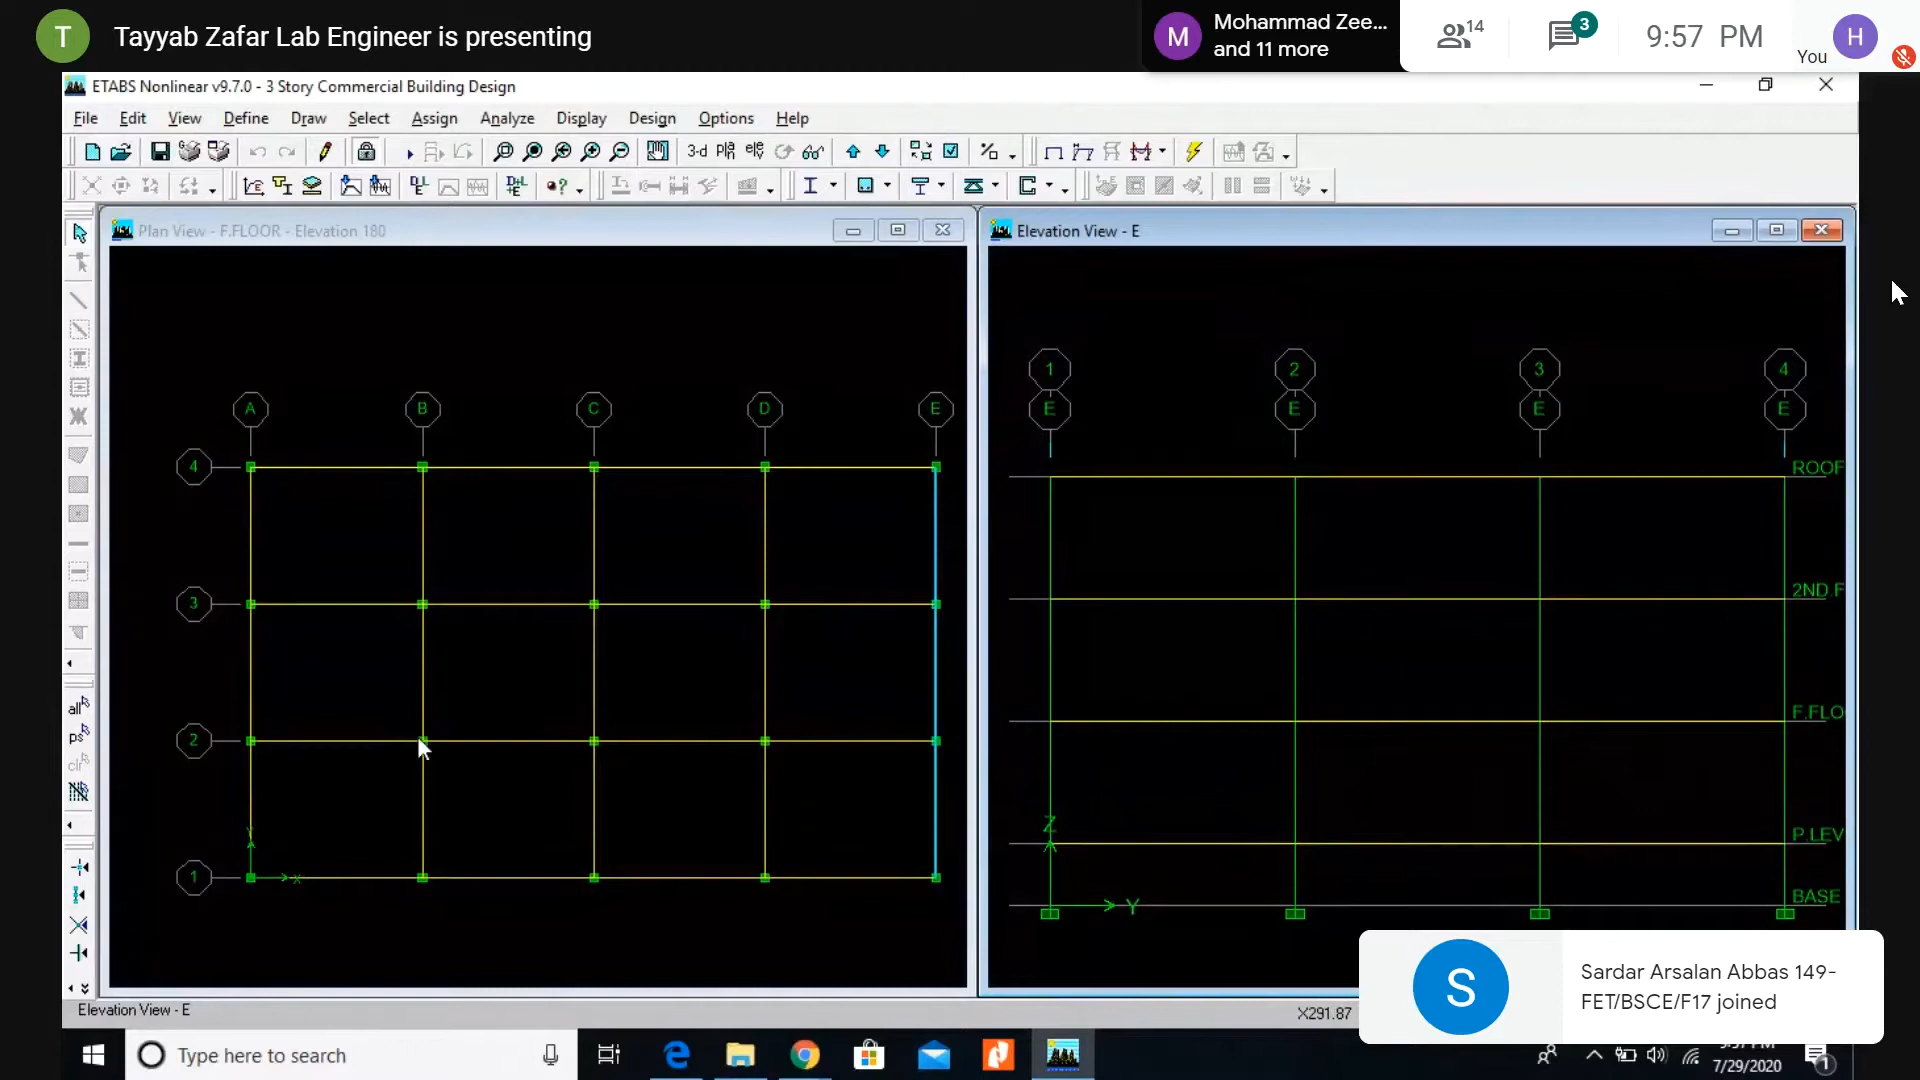 T
Tayyab Zafar Lab Engineer is presenting
M
Mohammad Zee...
and 11 more
14
3
9:57 PM
You
H
ETABS Nonlinear v9.7.0 - 3 Story Commercial Building Design
File Edit View Define Draw Select Assign Analyze Display Design Options Help
3-d
Plan View - F.FLOOR - Elevation 180
Elevation View - E
A B C D E
4
3
2
1
Y
X
1 2 3 4
E E E E
ROOF
2ND.F
F.FLO
P.LEV
BASE
Z
Y
all
ps
clr
Elevation View - E
X291.87
S
Sardar Arsalan Abbas 149-
FET/BSCE/F17 joined
Type here to search
7/29/2020
1